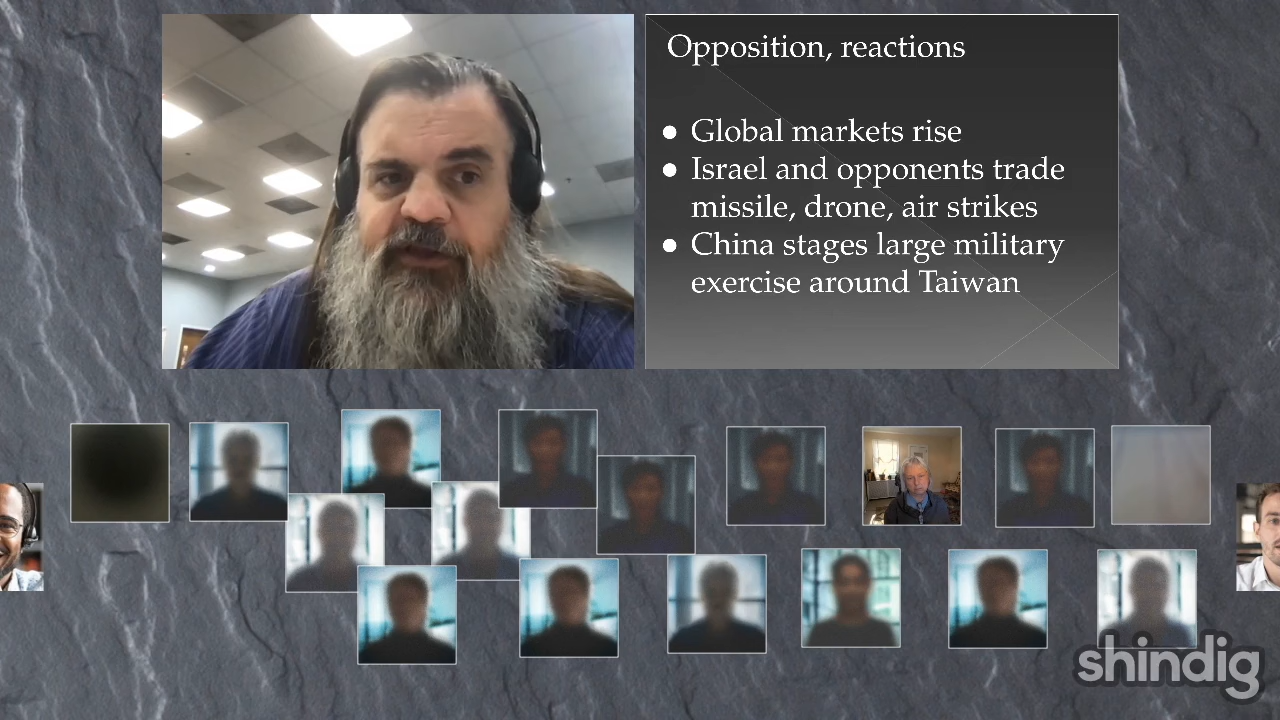 Opposition, reactions
● Global markets rise
● Israel and opponents trade
missile, drone, air strikes
● China stages large military
exercise around Taiwan
shindig